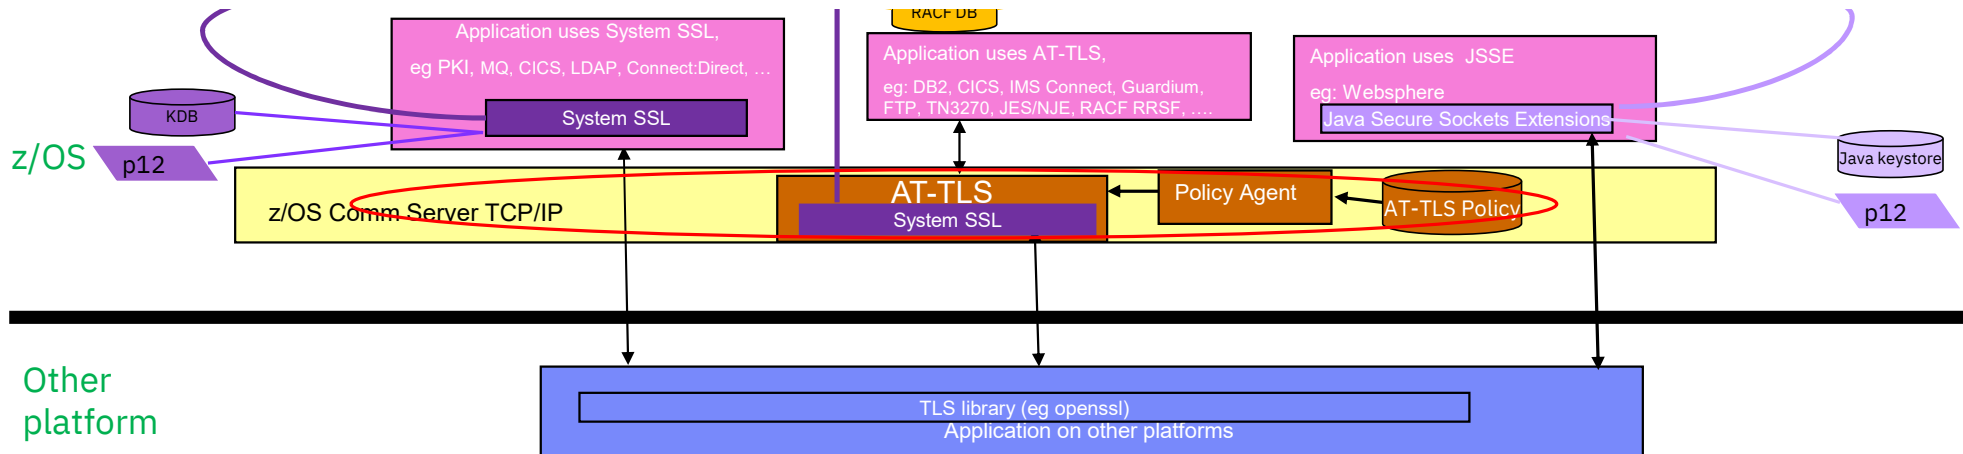 RACF DB
Application uses System SSL,
eg PKI, MQ, CICS, LDAP, Connect:Direct, …
System SSL
Application uses AT-TLS,
eg: DB2, CICS, IMS Connect, Guardium,
FTP, TN3270, JES/NJE, RACF RRSF, ….
Application uses  JSSE
eg: Websphere
Java Secure Sockets Extensions
KDB
p12
z/OS
Java keystore
p12
z/OS Comm Server TCP/IP
AT-TLS
System SSL
Policy Agent
AT-TLS Policy
Other
platform
TLS library (eg openssl)
Application on other platforms